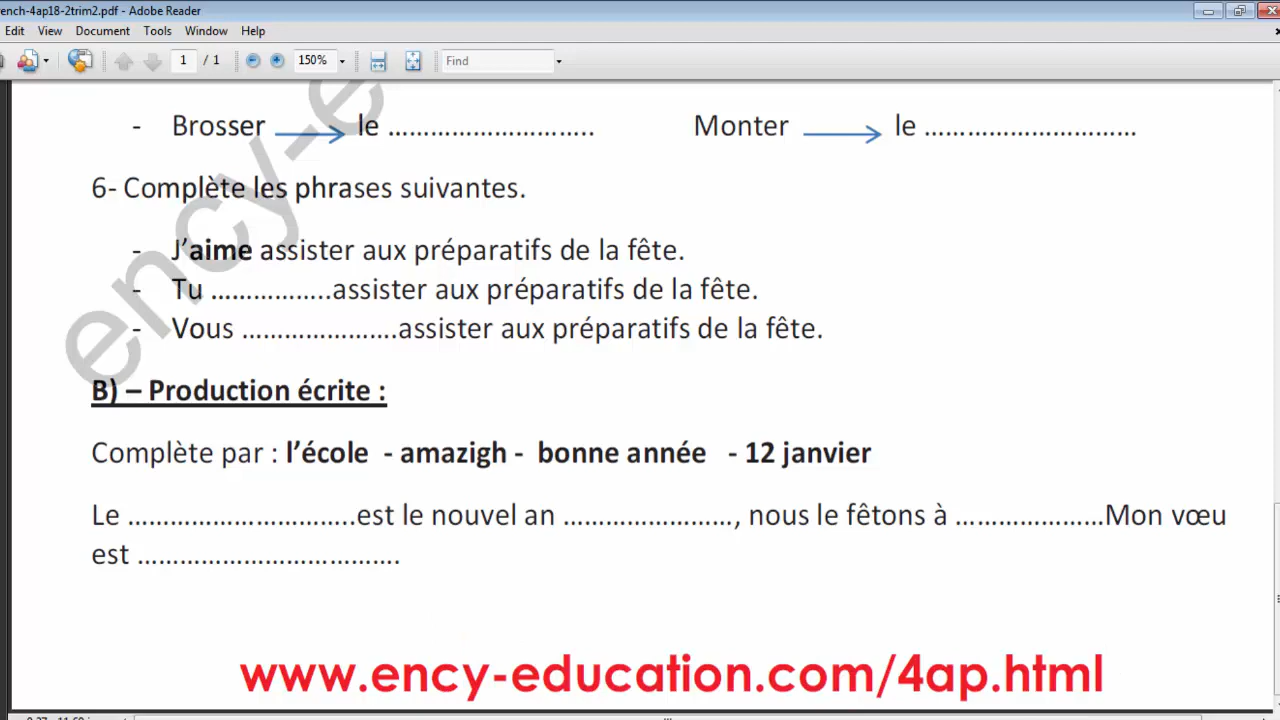 rench-4ap18-2trim2.pdf - Adobe Reader
Edit View Document Tools Window Help
1 / 1 150% Find
- Brosser le ……………………….. Monter le …………………………
6- Complète les phrases suivantes.
- J’aime assister aux préparatifs de la fête.
- Tu ……………..assister aux préparatifs de la fête.
- Vous ………………….assister aux préparatifs de la fête.
B) – Production écrite :
Complète par : l’école - amazigh - bonne année - 12 janvier
Le …………………………..est le nouvel an ……………………, nous le fêtons à …………………Mon vœu
est ……………………………….
ency-e
www.ency-education.com/4ap.html